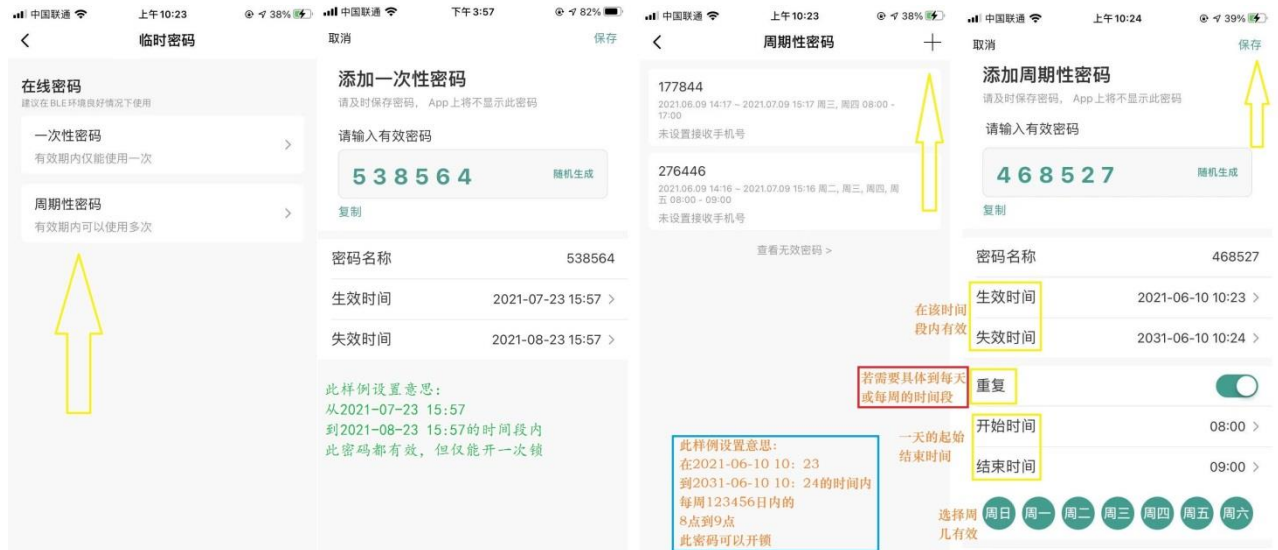 中国联通
上午10:23
38%
临时密码
在线密码
建议在BLE环境良好情况下使用
一次性密码
有效期内仅能使用一次
周期性密码
有效期内可以使用多次
中国联通
下午3:57
82%
取消
保存
添加一次性密码
请及时保存密码， App上将不显示此密码
请输入有效密码
538564
随机生成
复制
密码名称
538564
生效时间
2021-07-23 15:57 >
失效时间
2021-08-23 15:57 >
此样例设置意思：
从2021-07-23 15:57
到2021-08-23 15:57的时间段内
此密码都有效，但仅能开一次锁
中国联通
上午10:23
38%
周期性密码
177844
2021.06.09 14:17 ~ 2021.07.09 15:17 周三, 周四 08:00 -
17:00
未设置接收手机号
276446
2021.06.09 14:16 ~ 2021.07.09 15:16 周二, 周三, 周四, 周
五 08:00 - 09:00
未设置接收手机号
查看无效密码 >
此样例设置意思：
在2021-06-10 10：23
到2031-06-10 10：24的时间内
每周123456日内的
8点到9点
此密码可以开锁
中国联通
上午10:24
39%
取消
保存
添加周期性密码
请及时保存密码， App上将不显示此密码
请输入有效密码
468527
随机生成
复制
密码名称
468527
在该时间
段内有效
生效时间
2021-06-10 10:23 >
失效时间
2031-06-10 10:24 >
若需要具体到每天
或每周的时间段
重复
一天的起始
结束时间
开始时间
08:00 >
结束时间
09:00 >
选择周
几有效
周日 周一 周二 周三 周四 周五 周六